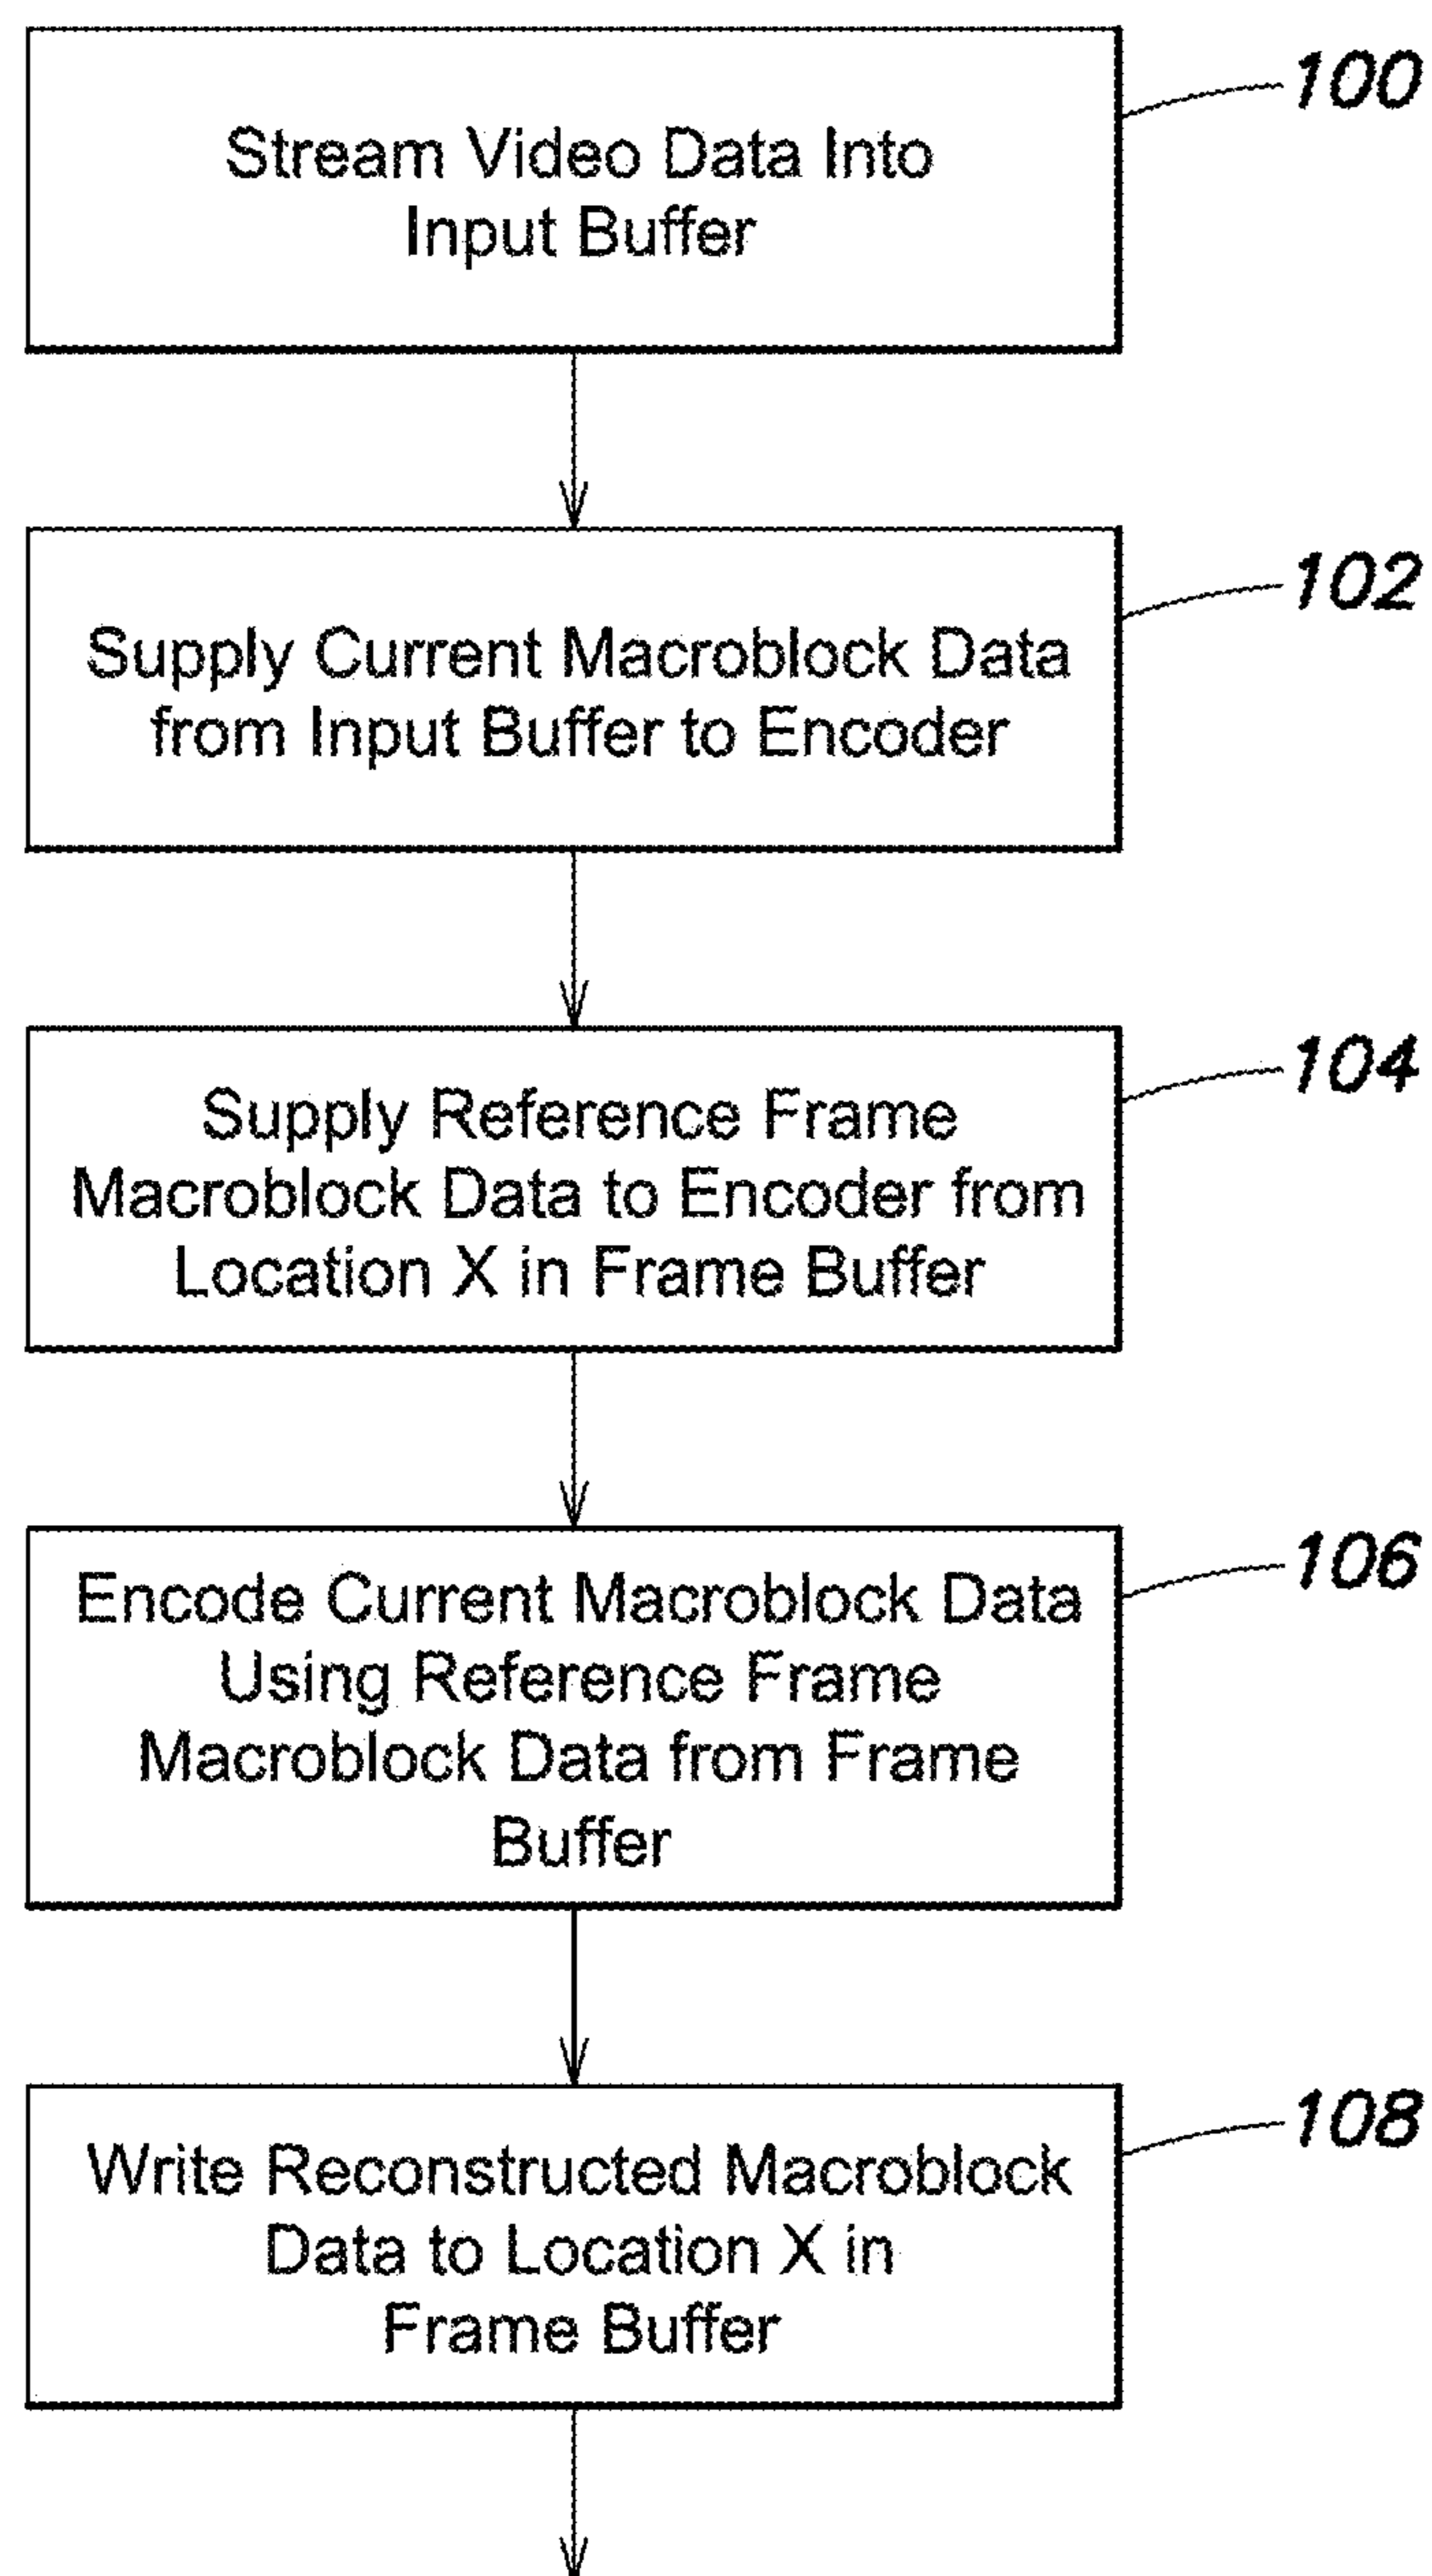 100
Stream Video Data Into
Input Buffer
102
Supply Current Macroblock Data
from Input Buffer to Encoder
104
Supply Reference Frame
Macroblock Data to Encoder from
Location X in Frame Buffer
106
Encode Current Macroblock Data
Using Reference Frame
Macroblock Data from Frame
Buffer
108
Write Reconstructed Macroblock
Data to Location X in
Frame Buffer